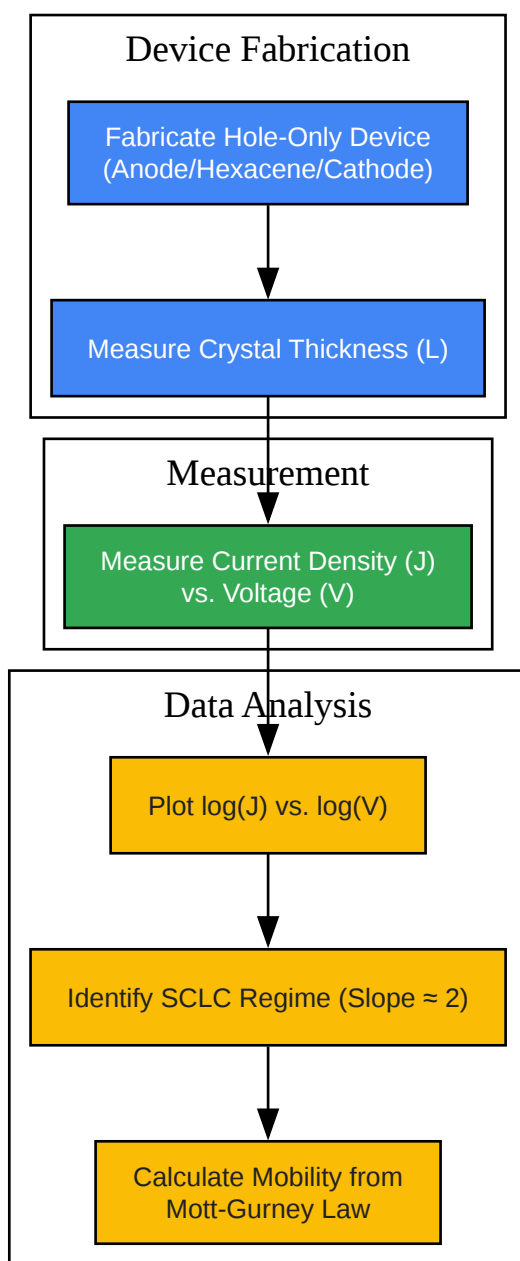 Device Fabrication
Fabricate Hole-Only Device
(Anode/Hexacene/Cathode)
Measure Crystal Thickness (L)
Measurement
Measure Current Density (J)
vs. Voltage (V)
Data Analysis
Plot log(J) vs. log(V)
Identify SCLC Regime (Slope ≈ 2)
Calculate Mobility from
Mott-Gurney Law